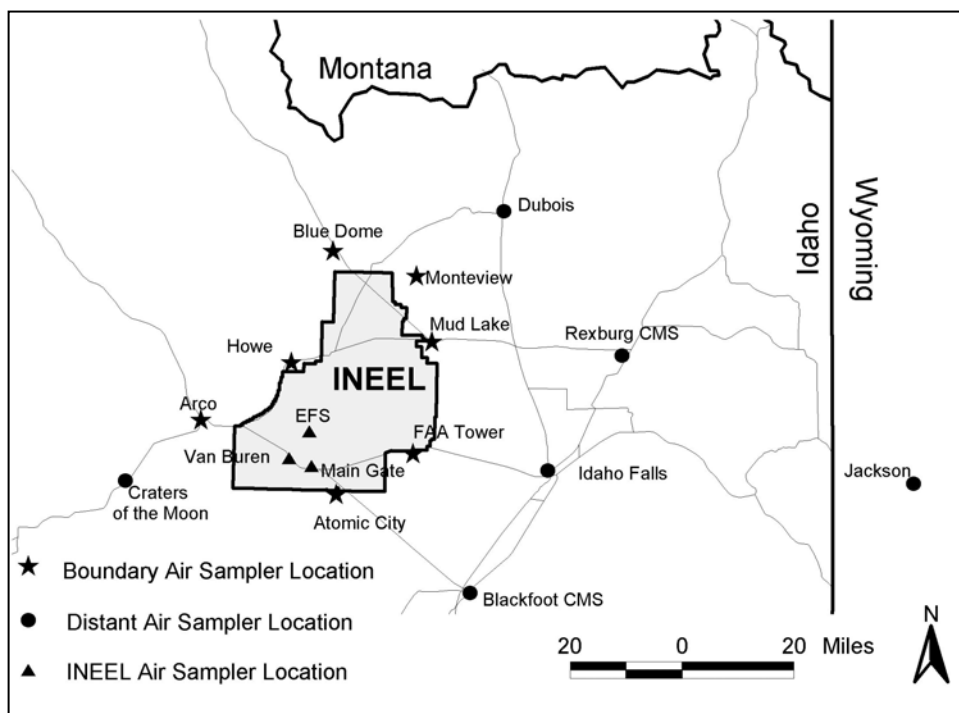 Montana
Dubois
Idaho
Wyoming
Blue Dome
Monteview
Mud Lake
Rexburg CMS
Howe
INEEL
Arco
EFS
FAA Tower
Van Buren
Main Gate
Idaho Falls
Jackson
Craters
of the Moon
Atomic City
Boundary Air Sampler Location
Blackfoot CMS
Distant Air Sampler Location
N
20 0 20 Miles
INEEL Air Sampler Location